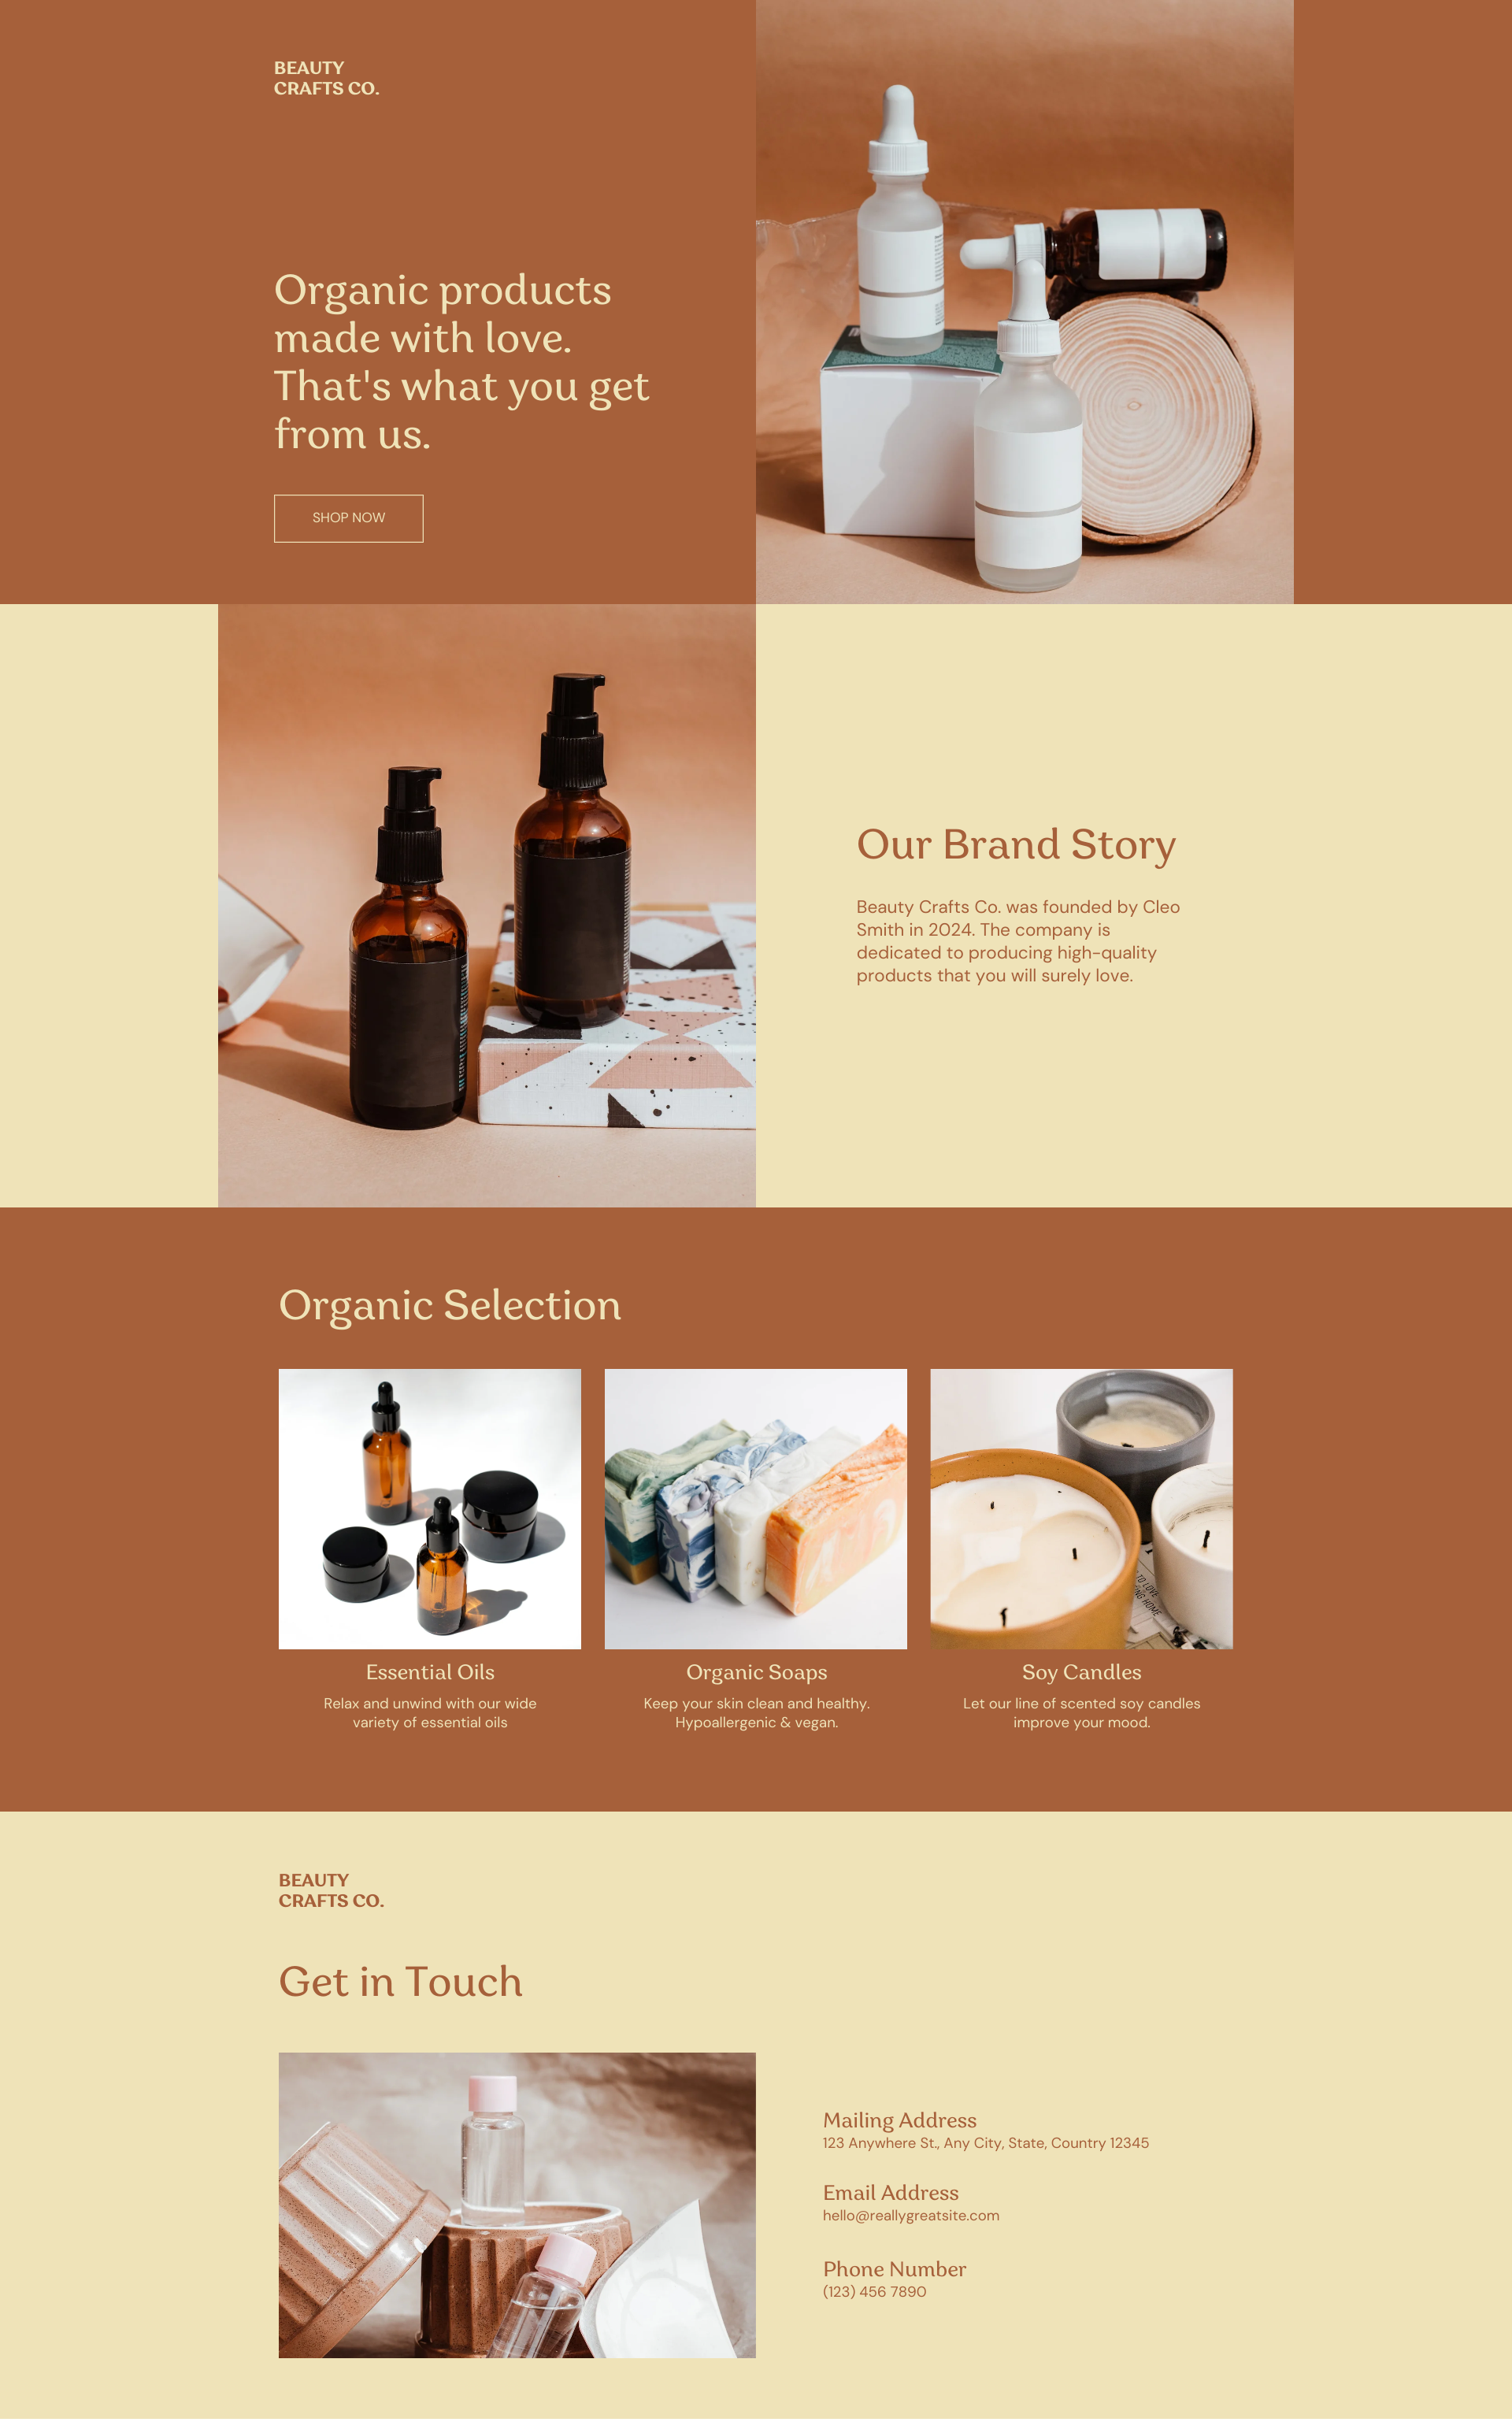 BEAUTY
CRAFTS CO.
Organic products
made with love.
That's what you get
from us.
SHOP NOW
Our Brand Story
Beauty Crafts Co. was founded by Cleo
Smith in 2024. The company is
dedicated to producing high-quality
products that you will surely love.
Organic Selection
Essential Oils
Relax and unwind with our wide
variety of essential oils
Organic Soaps
Keep your skin clean and healthy.
Hypoallergenic & vegan.
TO LOVE
HOME
Soy Candles
Let our line of scented soy candles
improve your mood.
BEAUTY
CRAFTS CO.
Get in Touch
Mailing Address
123 Anywhere St., Any City, State, Country 12345
Email Address
hello@reallygreatsite.com
Phone Number
(123) 456 7890